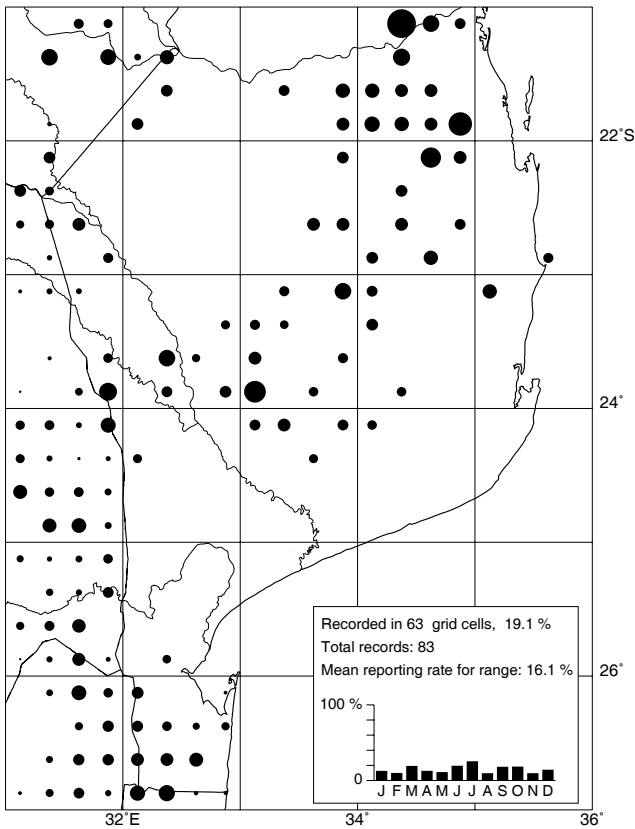 22°S
24°
Recorded in 63 grid cells, 19.1 %
Total records: 83
Mean reporting rate for range: 16.1 %
26°
100 %
0
J F M A M J J A S O N D
32°E 34° 36°